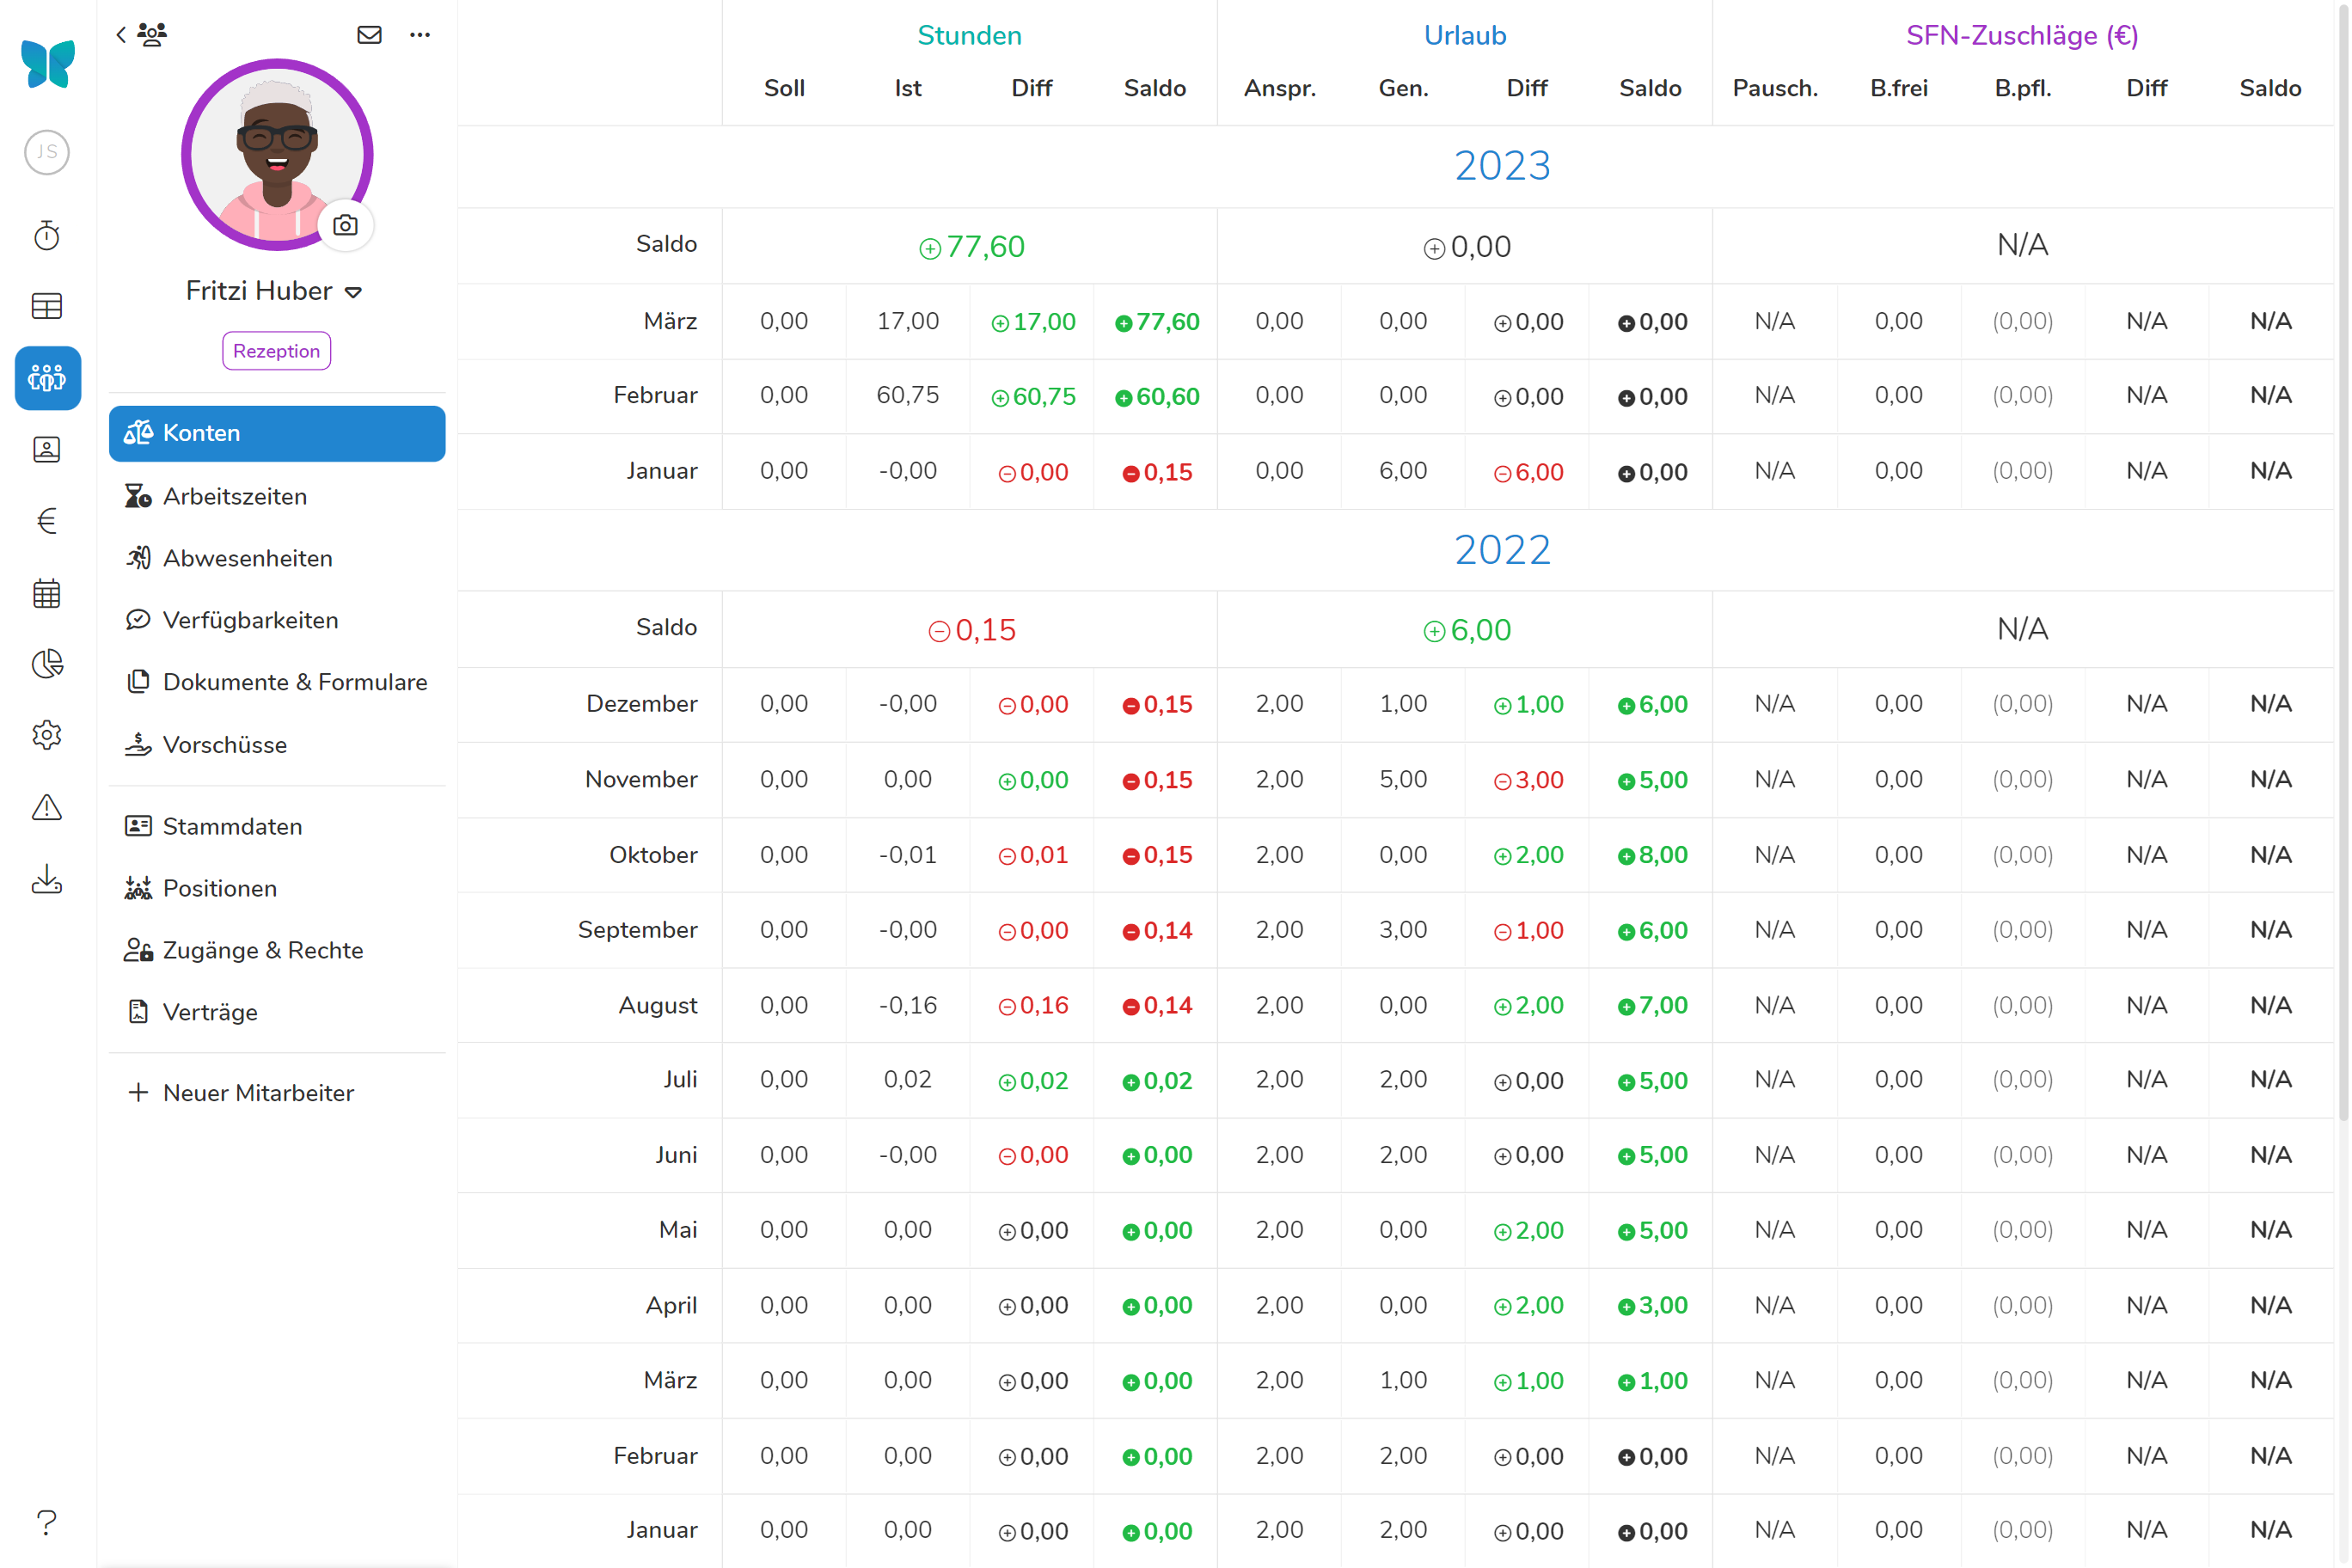 Stunden Urlaub SFN-Zuschläge (€)
Soll Ist Diff Saldo Anspr. Gen. Diff Saldo Pausch. B.frei B.pfl. Diff Saldo
JS
Fritzi Huber
Rezeption
Konten
Arbeitszeiten
Abwesenheiten
Verfügbarkeiten
Dokumente & Formulare
Vorschüsse
Stammdaten
Positionen
Zugänge & Rechte
Verträge
Neuer Mitarbeiter
2023
Saldo 77,60 0,00 N/A
März 0,00 17,00 17,00 77,60 0,00 0,00 0,00 0,00 N/A 0,00 (0,00) N/A N/A
Februar 0,00 60,75 60,75 60,60 0,00 0,00 0,00 0,00 N/A 0,00 (0,00) N/A N/A
Januar 0,00 -0,00 0,00 0,15 0,00 6,00 6,00 0,00 N/A 0,00 (0,00) N/A N/A
2022
Saldo 0,15 6,00 N/A
Dezember 0,00 -0,00 0,00 0,15 2,00 1,00 1,00 6,00 N/A 0,00 (0,00) N/A N/A
November 0,00 0,00 0,00 0,15 2,00 5,00 3,00 5,00 N/A 0,00 (0,00) N/A N/A
Oktober 0,00 -0,01 0,01 0,15 2,00 0,00 2,00 8,00 N/A 0,00 (0,00) N/A N/A
September 0,00 -0,00 0,00 0,14 2,00 3,00 1,00 6,00 N/A 0,00 (0,00) N/A N/A
August 0,00 -0,16 0,16 0,14 2,00 0,00 2,00 7,00 N/A 0,00 (0,00) N/A N/A
Juli 0,00 0,02 0,02 0,02 2,00 2,00 0,00 5,00 N/A 0,00 (0,00) N/A N/A
Juni 0,00 -0,00 0,00 0,00 2,00 2,00 0,00 5,00 N/A 0,00 (0,00) N/A N/A
Mai 0,00 0,00 0,00 0,00 2,00 0,00 2,00 5,00 N/A 0,00 (0,00) N/A N/A
April 0,00 0,00 0,00 0,00 2,00 0,00 2,00 3,00 N/A 0,00 (0,00) N/A N/A
März 0,00 0,00 0,00 0,00 2,00 1,00 1,00 1,00 N/A 0,00 (0,00) N/A N/A
Februar 0,00 0,00 0,00 0,00 2,00 2,00 0,00 0,00 N/A 0,00 (0,00) N/A N/A
Januar 0,00 0,00 0,00 0,00 2,00 2,00 0,00 0,00 N/A 0,00 (0,00) N/A N/A